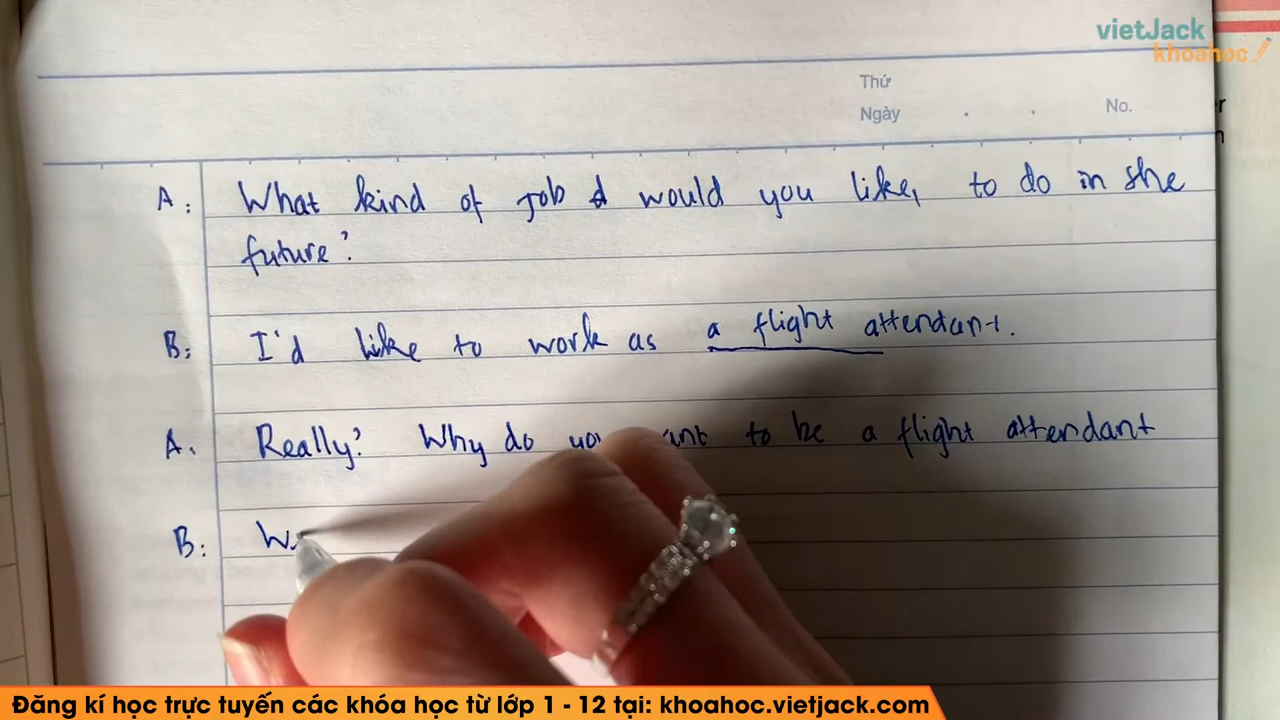 vietJack
khoahoc
Thứ
Ngày . . No.
A: What kind of job would you like, to do in she
future?
B: I'd like to work as a flight attendant.
A. Really? Why do you want to be a flight attendant
B: W
Đăng kí học trực tuyến các khóa học từ lớp 1 - 12 tại: khoahoc.vietjack.com